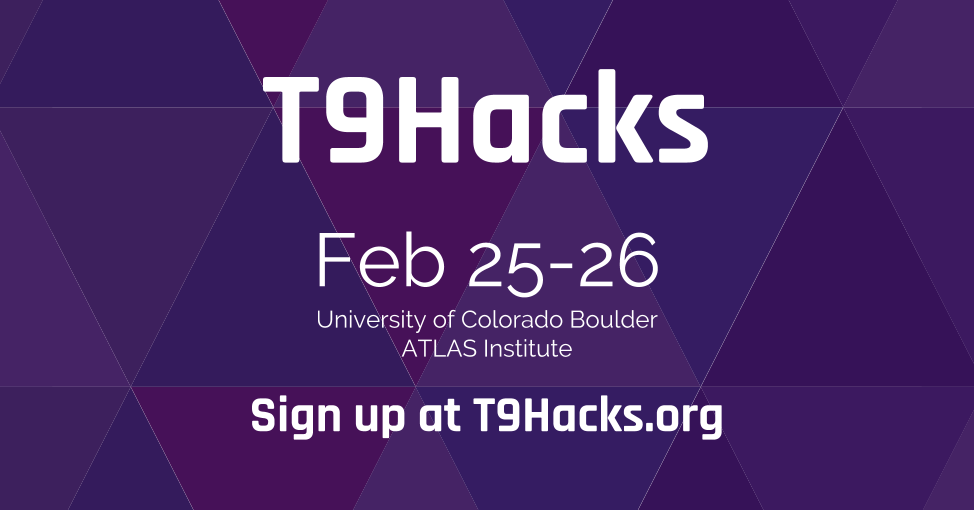 T9Hacks
Feb 25-26
University of Colorado Boulder
ATLAS Institute
Sign up at T9Hacks.org